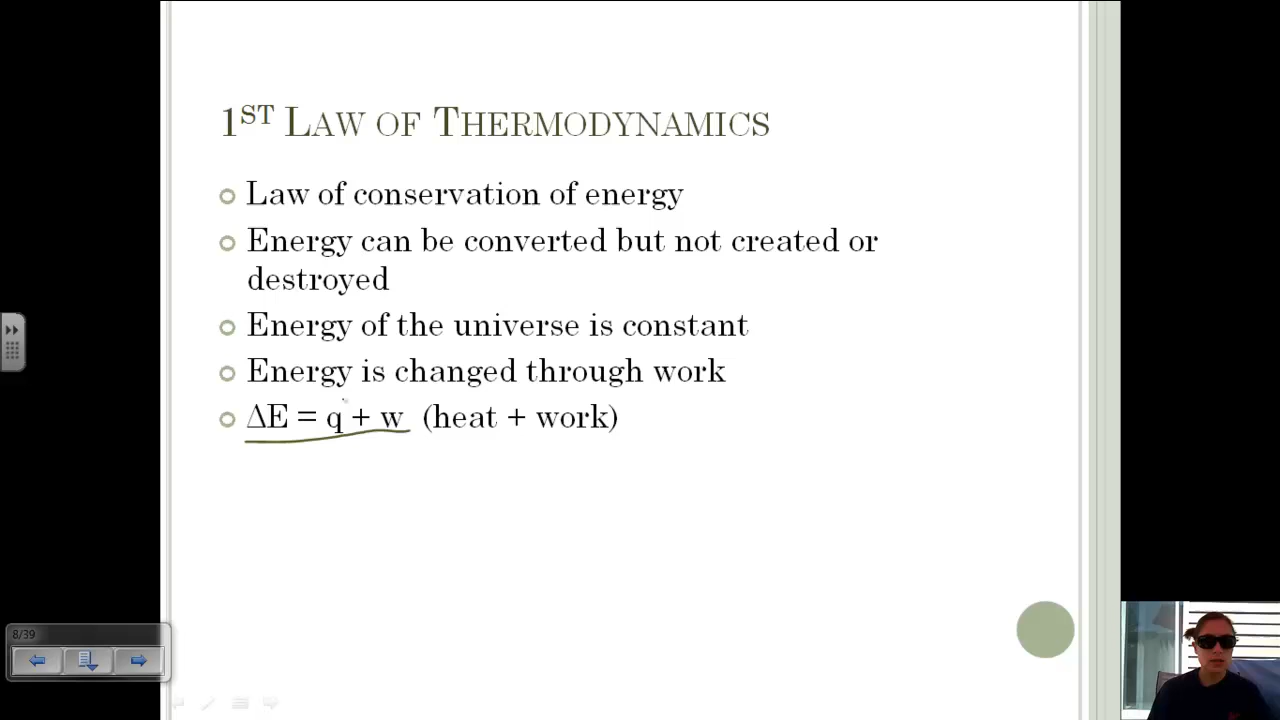 1ST LAW OF THERMODYNAMICS
Law of conservation of energy
Energy can be converted but not created or
destroyed
Energy of the universe is constant
Energy is changed through work
ΔE = q + w (heat + work)
8/39